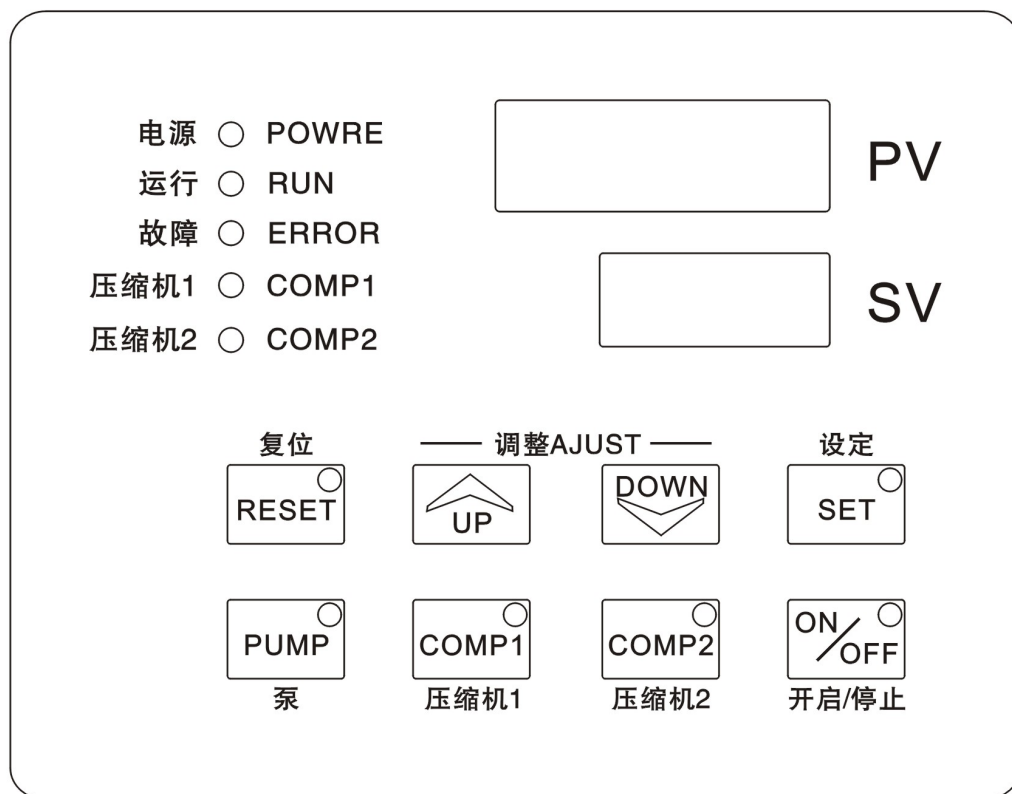 电源 POWRE
PV
运行 RUN
故障 ERROR
压缩机1 COMP1
SV
压缩机2 COMP2
复位 调整AJUST 设定
RESET UP DOWN SET
PUMP COMP1 COMP2 ON/OFF
泵 压缩机1 压缩机2 开启/停止